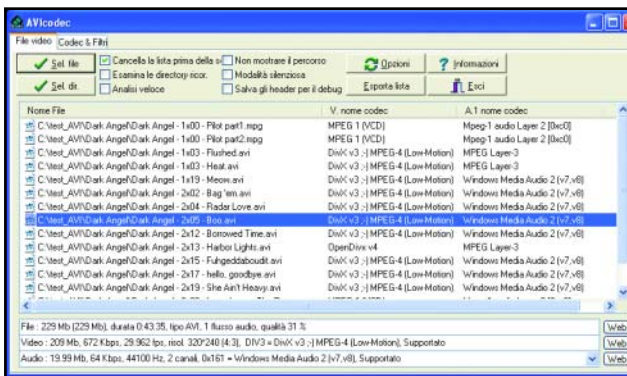 AVIcodec
File video Codec & Filtri
Sel. file Cancella la lista prima della s Non mostrare il percorso Opzioni Informazioni
Esamina le directory ricor. Modalità silenziosa
Sel. dir. Analisi veloce Salva gli header per il debug Esporta lista Esci
Nome File V. nome codec A.1 nome codec
C:\test_AVI\Dark Angel\Dark Angel - 1x00 - Pilot part1.mpg MPEG 1 (VCD) Mpeg-1 audio Layer 2 [0xc0]
C:\test_AVI\Dark Angel\Dark Angel - 1x00 - Pilot part2.mpg MPEG 1 (VCD) Mpeg-1 audio Layer 2 [0xc0]
C:\test_AVI\Dark Angel\Dark Angel - 1x03 - Flushed.avi DivX v3 ;-) MPEG-4 (Low-Motion) MPEG Layer-3
C:\test_AVI\Dark Angel\Dark Angel - 1x03 - Heat.avi DivX v3 ;-) MPEG-4 (Low-Motion) MPEG Layer-3
C:\test_AVI\Dark Angel\Dark Angel - 1x19 - Meow.avi DivX v3 ;-) MPEG-4 (Low-Motion) Windows Media Audio 2 (v7,v8)
C:\test_AVI\Dark Angel\Dark Angel - 2x02 - Bag 'em.avi DivX v3 ;-) MPEG-4 (Low-Motion) Windows Media Audio 2 (v7,v8)
C:\test_AVI\Dark Angel\Dark Angel - 2x04 - Radar Love.avi DivX v3 ;-) MPEG-4 (Low-Motion) Windows Media Audio 2 (v7,v8)
C:\test_AVI\Dark Angel\Dark Angel - 2x05 - Boo.avi DivX v3 ;-) MPEG-4 (Low-Motion) Windows Media Audio 2 (v7,v8)
C:\test_AVI\Dark Angel\Dark Angel - 2x12 - Borrowed Time.avi DivX v3 ;-) MPEG-4 (Low-Motion) Windows Media Audio 2 (v7,v8)
C:\test_AVI\Dark Angel\Dark Angel - 2x13 - Harbor Lights.avi OpenDivx v4 MPEG Layer-3
C:\test_AVI\Dark Angel\Dark Angel - 2x15 - Fuhgeddaboudit.avi DivX v3 ;-) MPEG-4 (Low-Motion) Windows Media Audio 2 (v7,v8)
C:\test_AVI\Dark Angel\Dark Angel - 2x17 - hello, goodbye.avi DivX v3 ;-) MPEG-4 (Low-Motion) Windows Media Audio 2 (v7,v8)
C:\test_AVI\Dark Angel\Dark Angel - 2x19 - She Ain't Heavy.avi DivX v3 ;-) MPEG-4 (Low-Motion) Windows Media Audio 2 (v7,v8)
File : 229 Mb (229 Mb), durata 0:43:35, tipo AVI, 1 flusso audio, qualità 31 % Web
Video : 209 Mb, 672 Kbps, 29.962 fps, risol. 320*240 (4:3), DIV3 = DivX v3 ;-) MPEG-4 (Low-Motion), Supportato Web
Audio : 19.99 Mb, 64 Kbps, 44100 Hz, 2 canali, 0x161 = Windows Media Audio 2 (v7,v8), Supportato Web